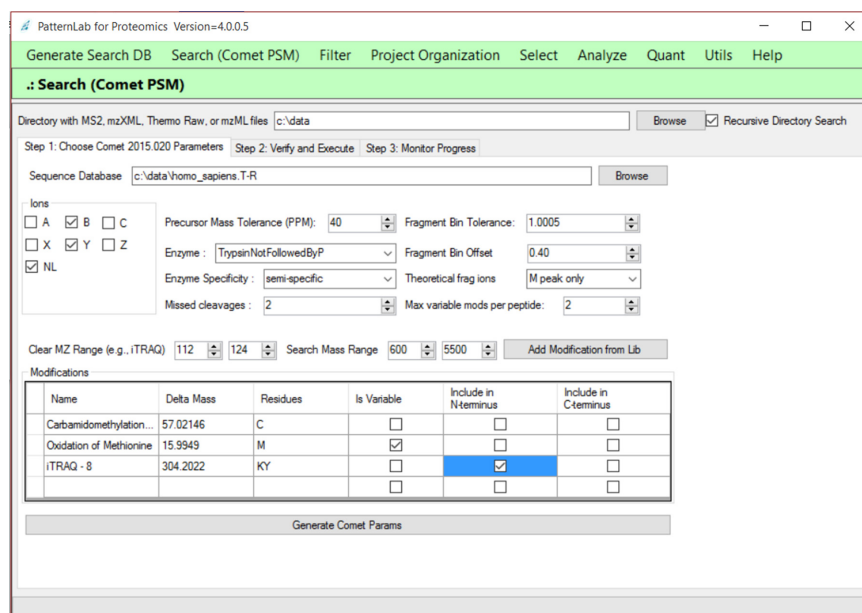 PatternLab for Proteomics Version=4.0.0.5
Generate Search DB Search (Comet PSM) Filter Project Organization Select Analyze Quant Utils Help
.: Search (Comet PSM)
Directory with MS2, mzXML, Thermo Raw, or mzML files c:\data Browse Recursive Directory Search
Step 1: Choose Comet 2015.020 Parameters Step 2: Verify and Execute Step 3: Monitor Progress
Sequence Database c:\data\homo_sapiens.T-R Browse
Ions
A B C Precursor Mass Tolerance (PPM): 40 Fragment Bin Tolerance: 1.0005
X Y Z Enzyme : TrypsinNotFollowedByP Fragment Bin Offset 0.40
NL Enzyme Specificity : semi-specific Theoretical frag ions M peak only
Missed cleavages : 2 Max variable mods per peptide: 2
Clear MZ Range (e.g., iTRAQ) 112 124 Search Mass Range 600 5500 Add Modification from Lib
Modifications
Name Delta Mass Residues Is Variable Include in N-terminus Include in C-terminus
Carbamidomethylation... 57.02146 C
Oxidation of Methionine 15.9949 M
iTRAQ - 8 304.2022 KY
Generate Comet Params